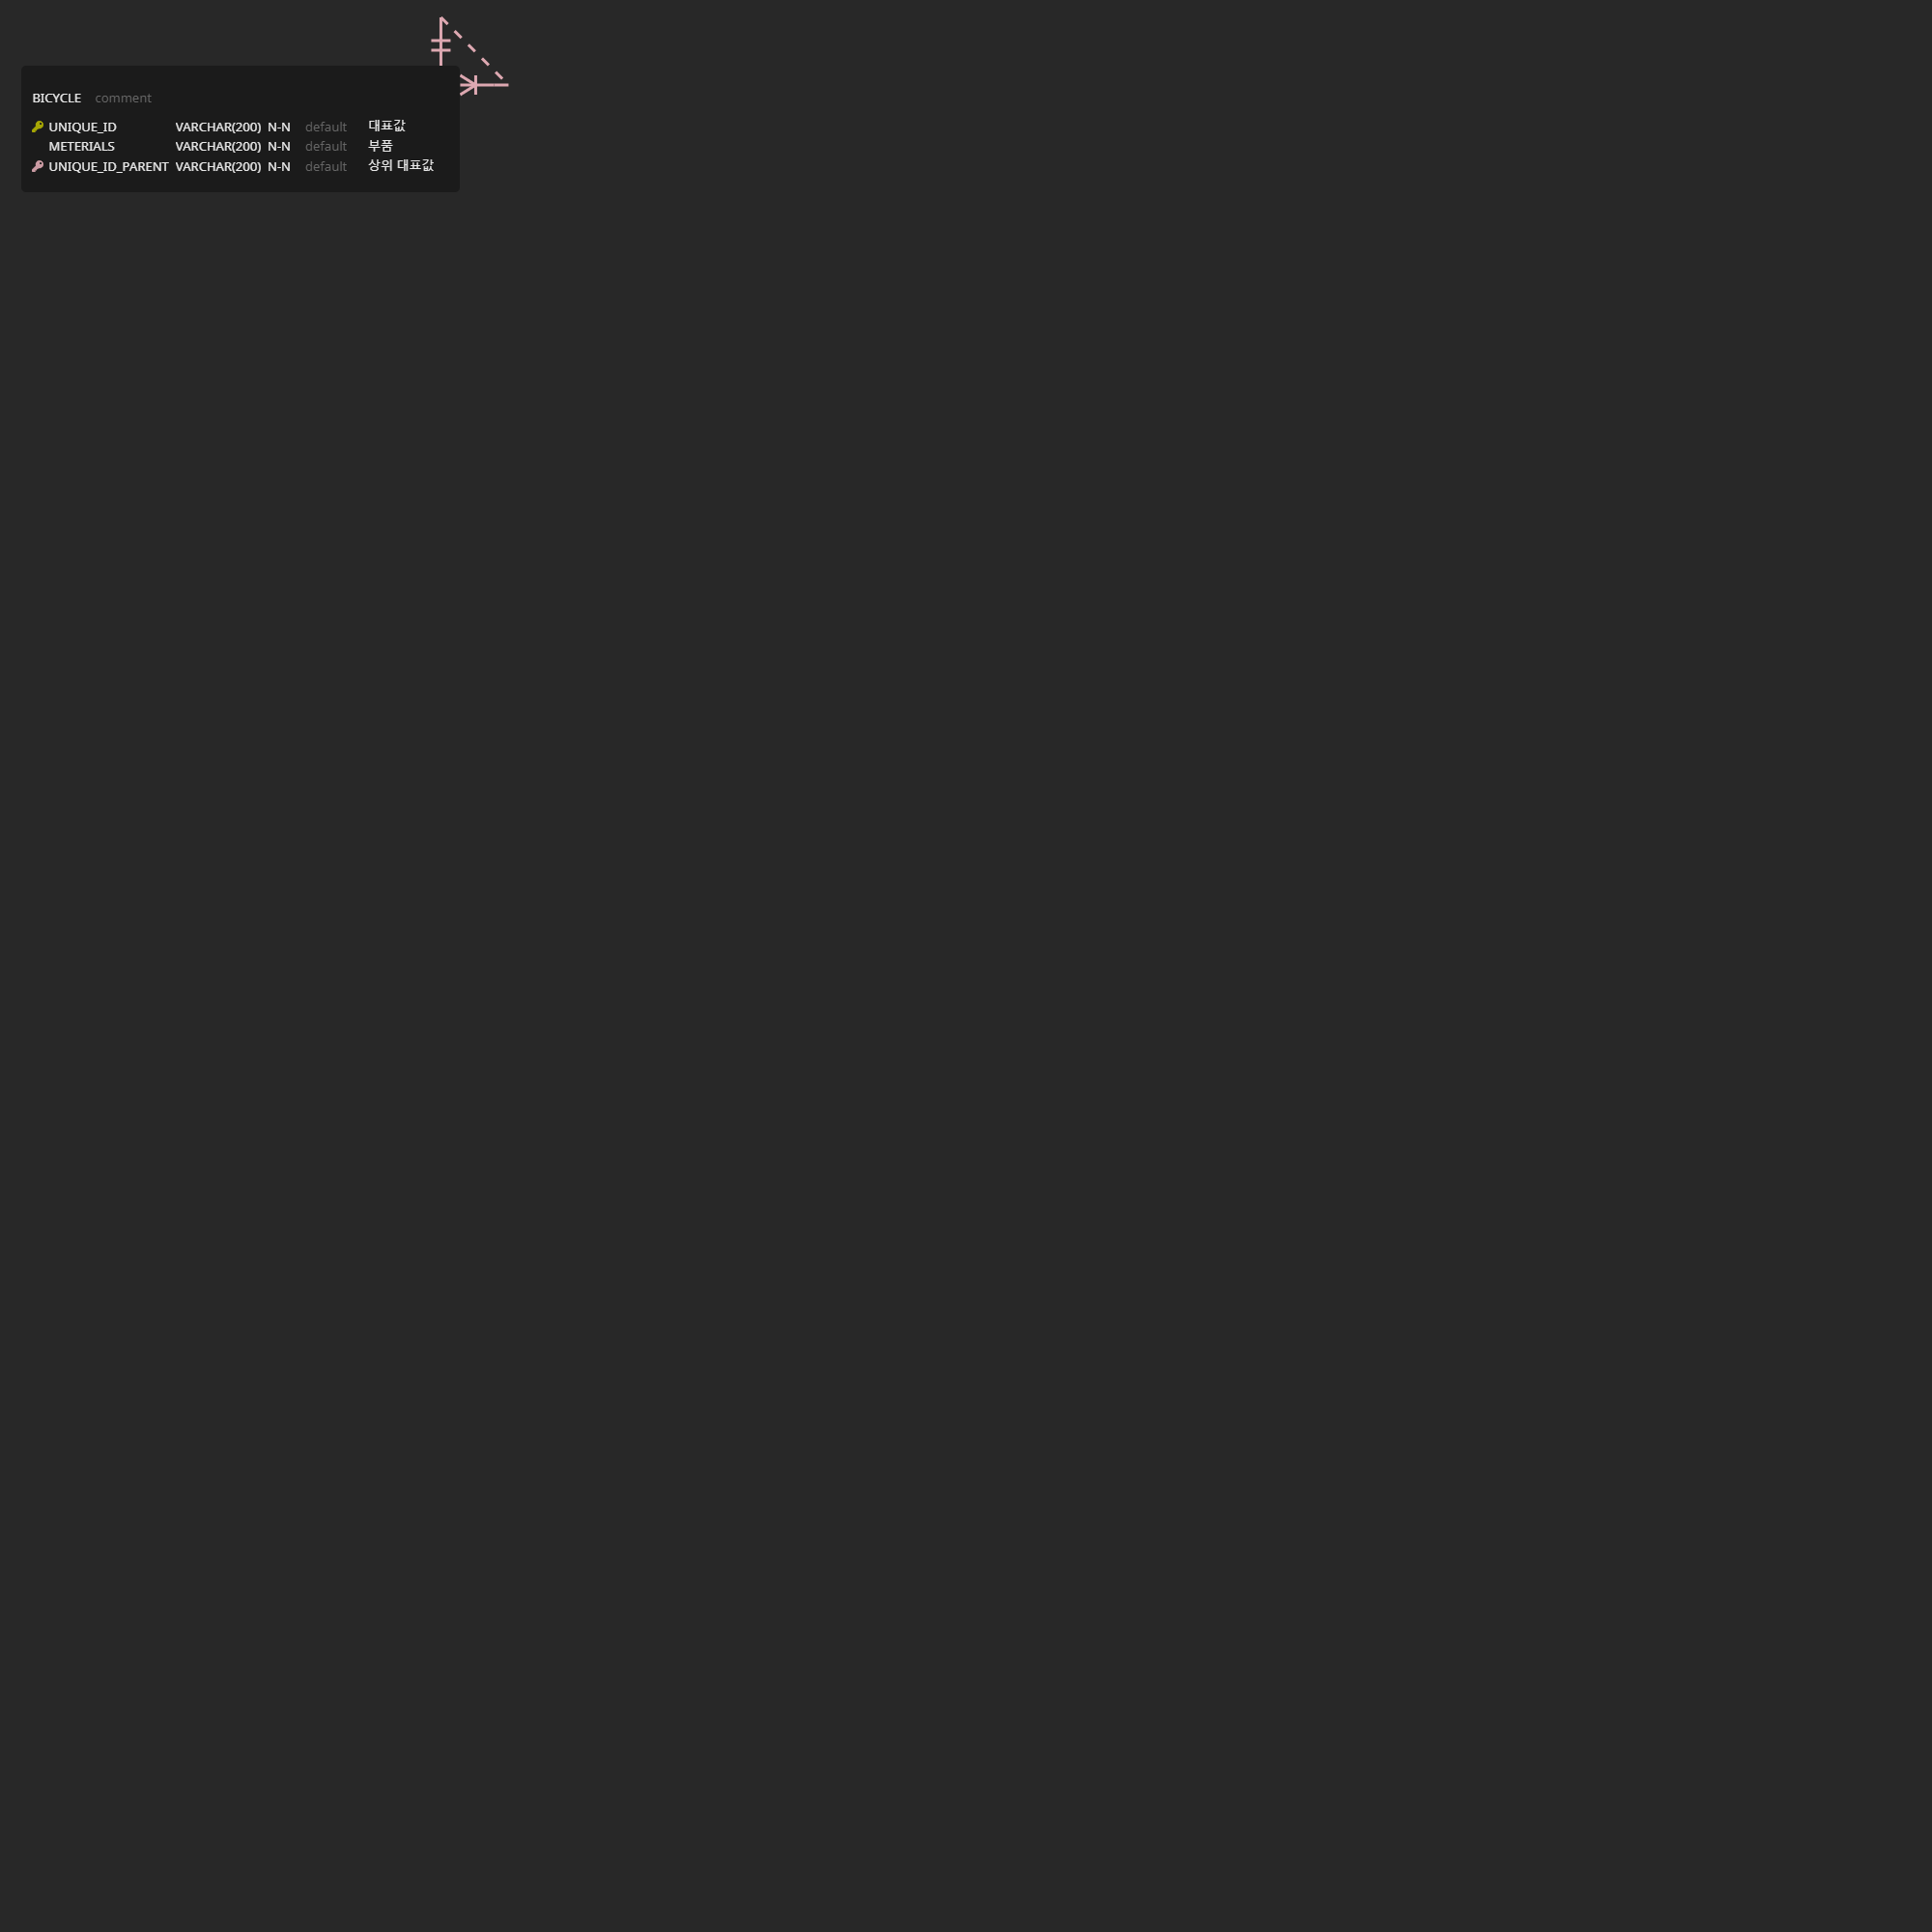 BICYCLE comment
UNIQUE_ID VARCHAR(200) N-N default 대표값
METERIALS VARCHAR(200) N-N default 부품
UNIQUE_ID_PARENT VARCHAR(200) N-N default 상위 대표값